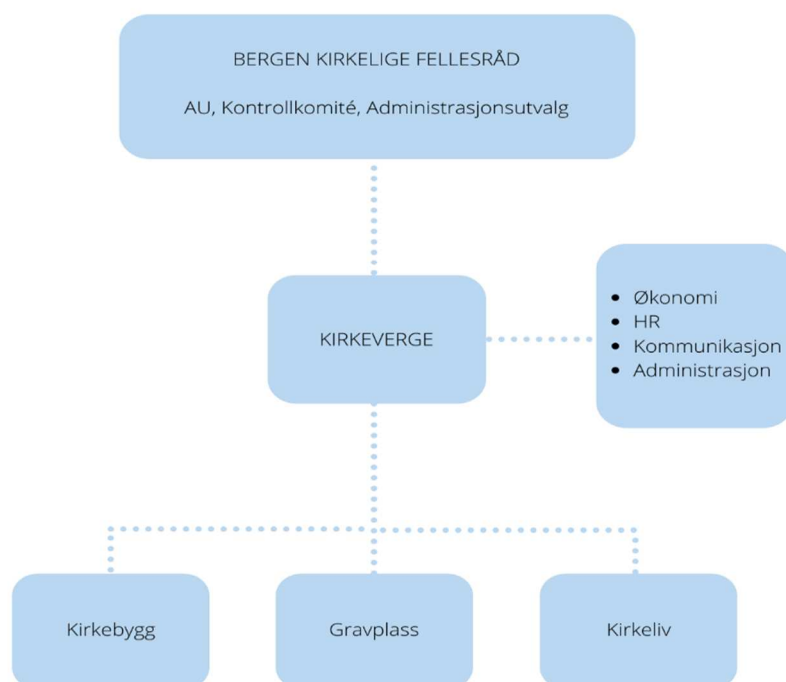 BERGEN KIRKELIGE FELLESRÅD
AU, Kontrollkomité, Administrasjonsutvalg
KIRKEVERGE
• Økonomi
• HR
• Kommunikasjon
• Administrasjon
Kirkebygg
Gravplass
Kirkeliv